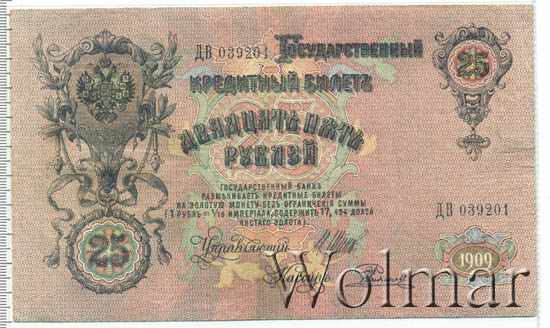 ДВ 039201
Государственный
25
Кредитный Билетъ
Двадцать пять
рублей
Государственный банкъ
размѣниваетъ кредитные билеты
на золотую монету безъ ограниченія суммы
(1 рубль = 1/15 имперіала, содержитъ 17,424 долей
чистаго золота).
ДВ 039201
25
Управляющій
Кассиръ
1909
Wolmar